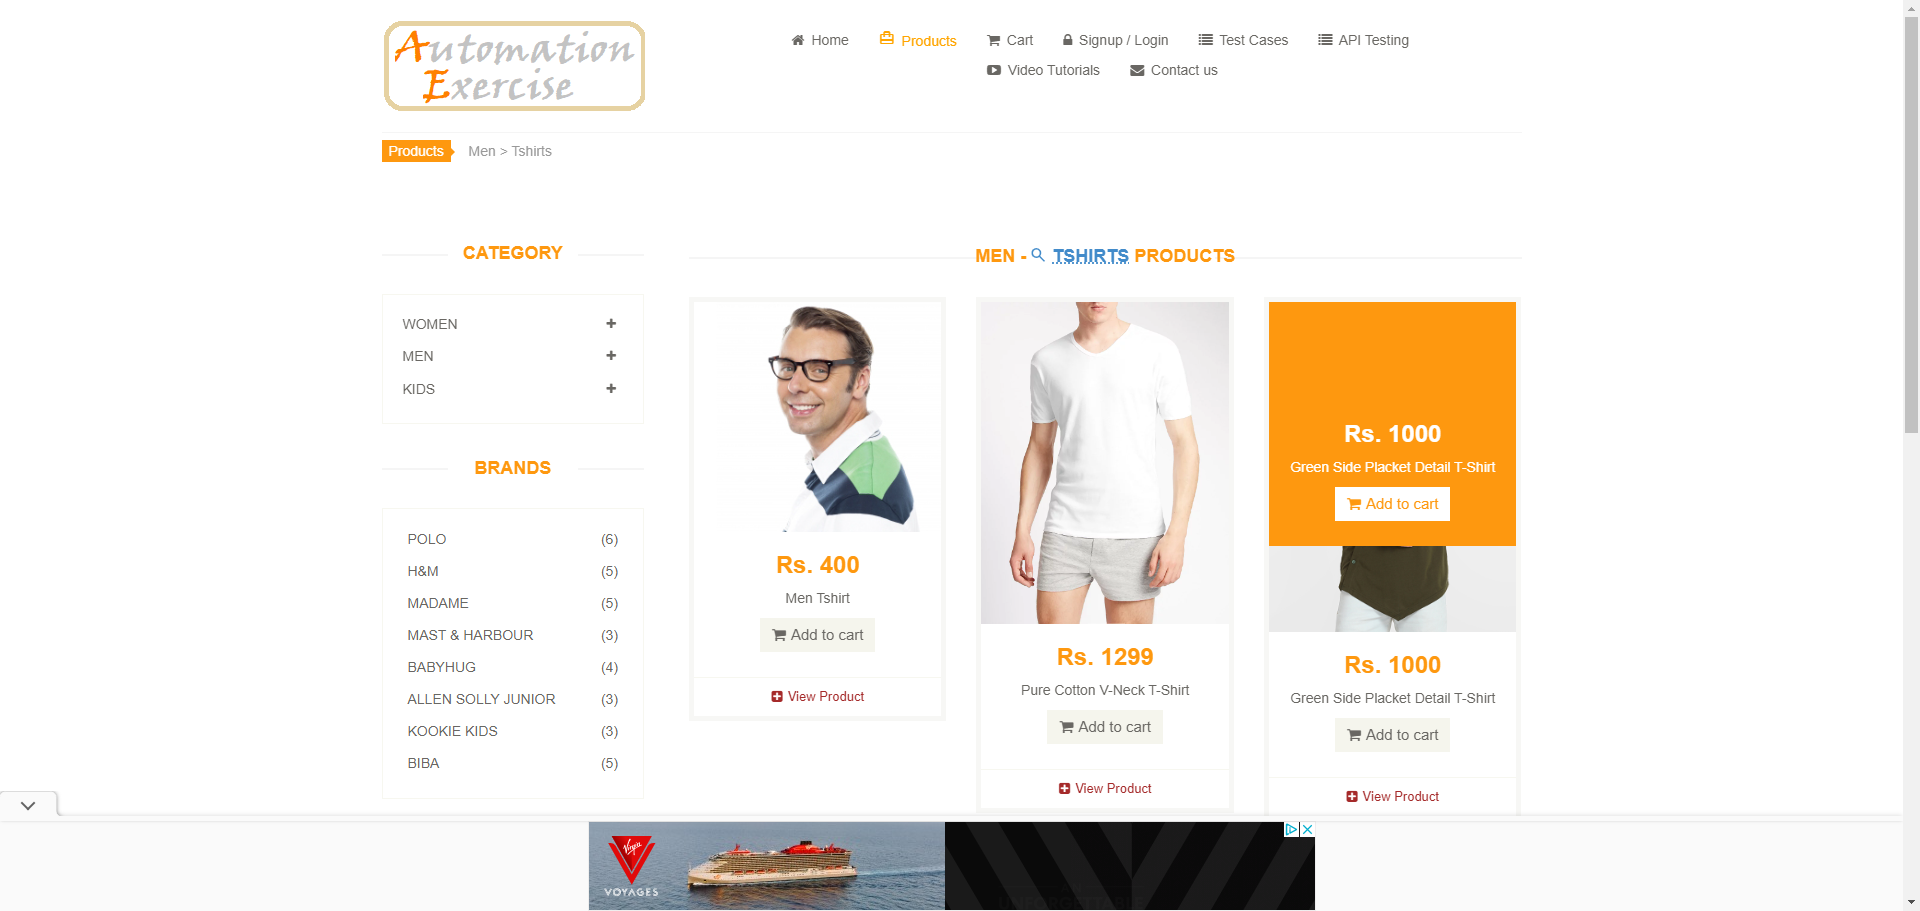 Automation
Exercise
Home
Products
Cart
Signup / Login
Test Cases
API Testing
Video Tutorials
Contact us
Products
Men > Tshirts
CATEGORY
WOMEN
MEN
KIDS
BRANDS
POLO (6)
H&M (5)
MADAME (5)
MAST & HARBOUR (3)
BABYHUG (4)
ALLEN SOLLY JUNIOR (3)
KOOKIE KIDS (3)
BIBA (5)
MEN - TSHIRTS PRODUCTS
Rs. 400
Men Tshirt
Add to cart
View Product
Rs. 1299
Pure Cotton V-Neck T-Shirt
Add to cart
View Product
Rs. 1000
Green Side Placket Detail T-Shirt
Add to cart
Rs. 1000
Green Side Placket Detail T-Shirt
Add to cart
View Product
Virgin
VOYAGES